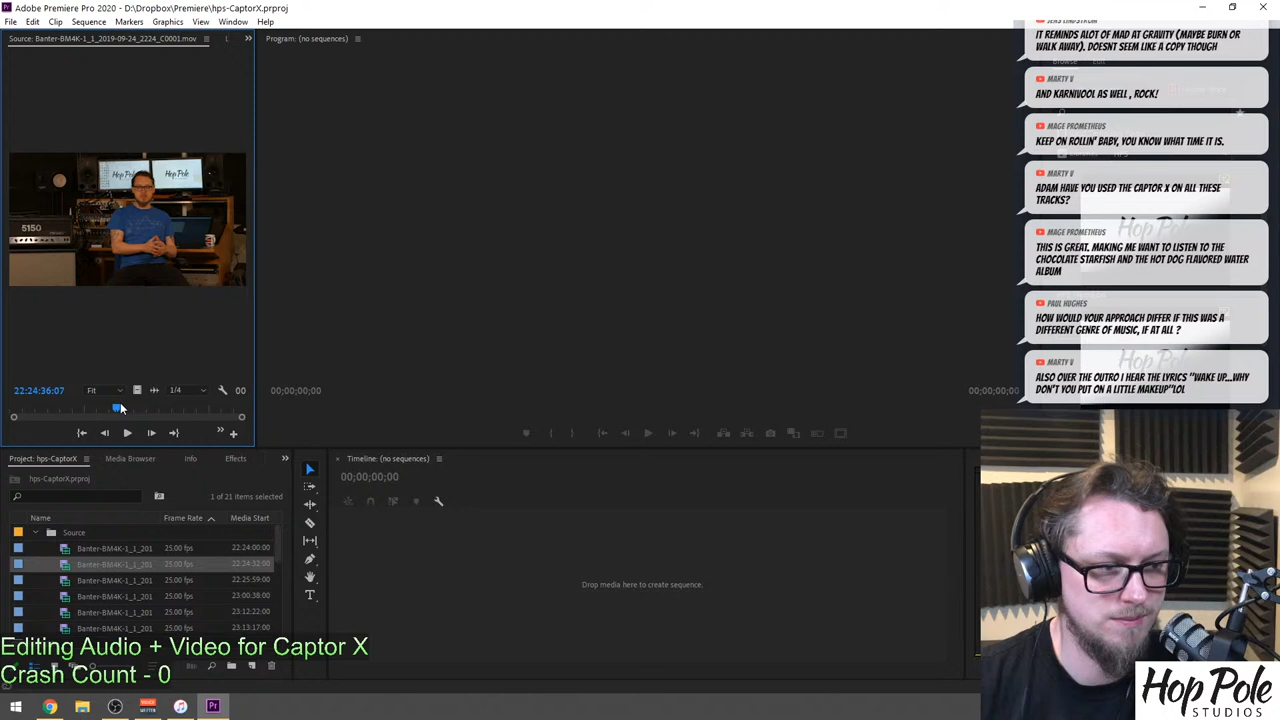 Adobe Premiere Pro 2020 - D:\Dropbox\Premiere\hps-CaptorX.prproj
File Edit Clip Sequence Markers Graphics View Window Help
Source: Banter-BM4K-1_1_2019-09-24_2224_C0001.mov
Program: (no sequences)
IT REMINDS ALOT OF MAD AT GRAVITY (MAYBE BURN OR
WALK AWAY). DOESNT SEEM LIKE A COPY THOUGH
MARTY V
AND KARNIVOOL AS WELL , ROCK!
MAGE PROMETHEUS
KEEP ON ROLLIN' BABY, YOU KNOW WHAT TIME IT IS.
MARTY V
ADAM HAVE YOU USED THE CAPTOR X ON ALL THESE
TRACKS?
MAGE PROMETHEUS
THIS IS GREAT. MAKING ME WANT TO LISTEN TO THE
CHOCOLATE STARFISH AND THE HOT DOG FLAVORED WATER
ALBUM
PAUL HUGHES
HOW WOULD YOUR APPROACH DIFFER IF THIS WAS A
DIFFERENT GENRE OF MUSIC, IF AT ALL ?
MARTY V
ALSO OVER THE OUTRO I HEAR THE LYRICS "WAKE UP...WHY
DON'T YOU PUT ON A LITTLE MAKEUP"LOL
Hop Pole
Hop Pole
5150
22:24:36:07 Fit 1/4 00
00;00;00;00 00;00;00;00
Project: hps-CaptorX Media Browser Info Effects
hps-CaptorX.prproj
1 of 21 items selected
Name Frame Rate Media Start
Source
Banter-BM4K-1_1_201 25.00 fps 22:24:00:00
Banter-BM4K-1_1_201 25.00 fps 22:24:32:00
Banter-BM4K-1_1_201 25.00 fps 22:25:59:00
Banter-BM4K-1_1_201 25.00 fps 23:00:38:00
Banter-BM4K-1_1_201 25.00 fps 23:12:22:00
Banter-BM4K-1_1_201 25.00 fps 23:13:17:00
Timeline: (no sequences)
00;00;00;00
Drop media here to create sequence.
Editing Audio + Video for Captor X
Crash Count - 0
Hop Pole
STUDIOS